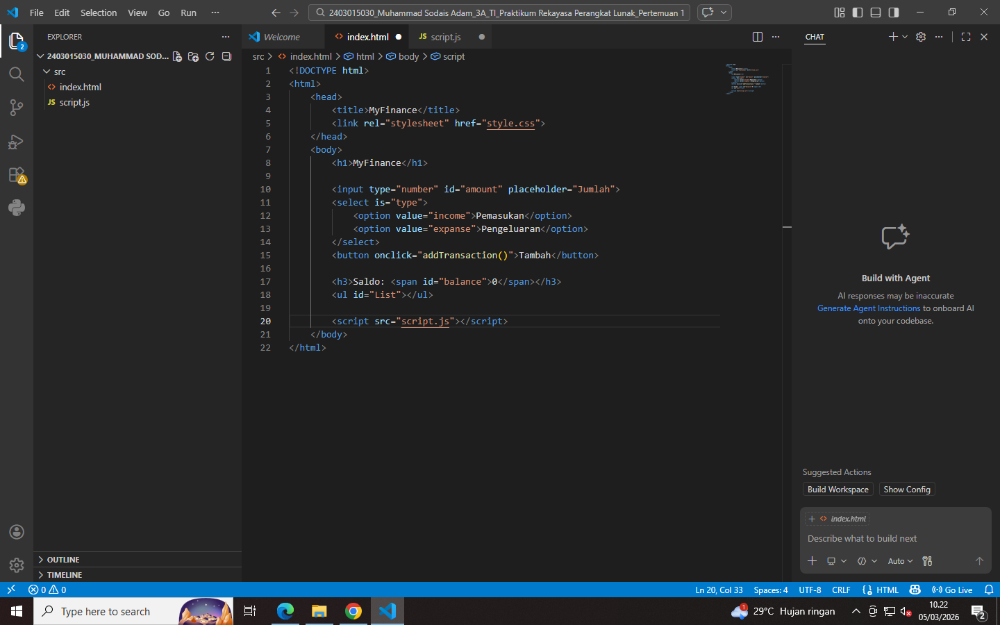 File Edit Selection View Go Run ···
2403015030_Muhammad Sodais Adam_3A_TI_Praktikum Rekayasa Perangkat Lunak_Pertemuan 1
EXPLORER
2403015030_MUHAMMAD SOD...
src
index.html
JS script.js
OUTLINE
TIMELINE
2
Welcome
index.html
JS script.js
src > index.html > html > body > script
1 <!DOCTYPE html>
2 <html>
3 <head>
4 <title>MyFinance</title>
5 <link rel="stylesheet" href="style.css">
6 </head>
7 <body>
8 <h1>MyFinance</h1>
9
10 <input type="number" id="amount" placeholder="Jumlah">
11 <select is="type">
12 <option value="income">Pemasukan</option>
13 <option value="expanse">Pengeluaran</option>
14 </select>
15 <button onclick="addTransaction()">Tambah</button>
16
17 <h3>Saldo: <span id="balance">0</span></h3>
18 <ul id="List"></ul>
19
20 <script src="script.js"></script>
21 </body>
22 </html>
CHAT
Build with Agent
AI responses may be inaccurate
Generate Agent Instructions to onboard AI
onto your codebase.
Suggested Actions
Build Workspace Show Config
index.html
Describe what to build next
Auto
0 0
Ln 20, Col 33 Spaces: 4 UTF-8 CRLF HTML Go Live
Type here to search
1
29°C Hujan ringan
10.22
05/03/2026
2